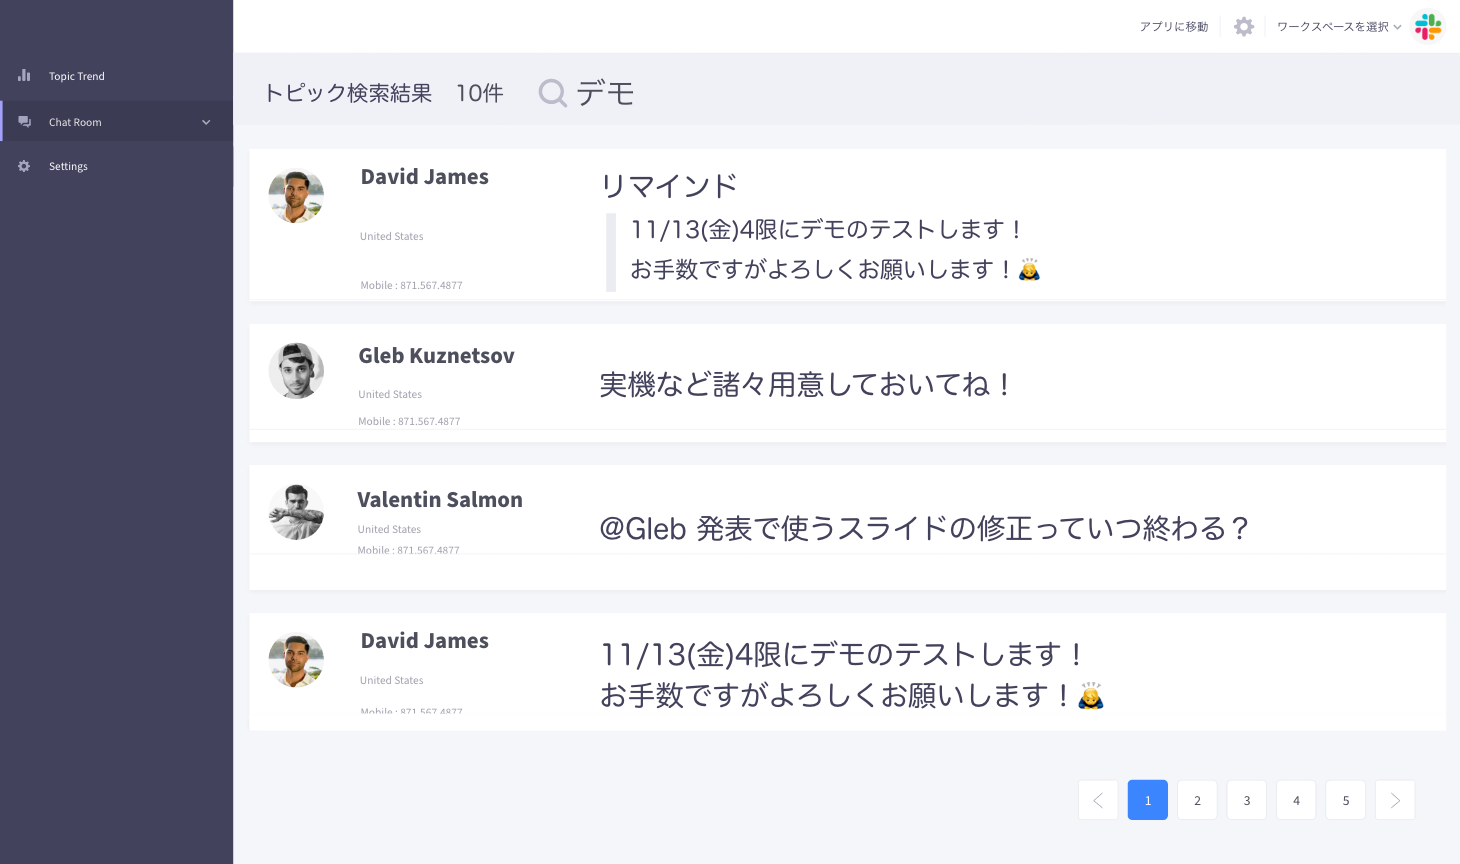 アプリに移動
ワークスペースを選択
Topic Trend
Chat Room
Settings
トピック検索結果 10件
デモ
David James
United States
Mobile : 871.567.4877
リマインド
11/13(金)4限にデモのテストします！
お手数ですがよろしくお願いします！🙇
Gleb Kuznetsov
United States
Mobile : 871.567.4877
実機など諸々用意しておいてね！
Valentin Salmon
United States
Mobile : 871.567.4877
@Gleb 発表で使うスライドの修正っていつ終わる？
David James
United States
Mobile : 871.567.4877
11/13(金)4限にデモのテストします！
お手数ですがよろしくお願いします！🙇
1 2 3 4 5